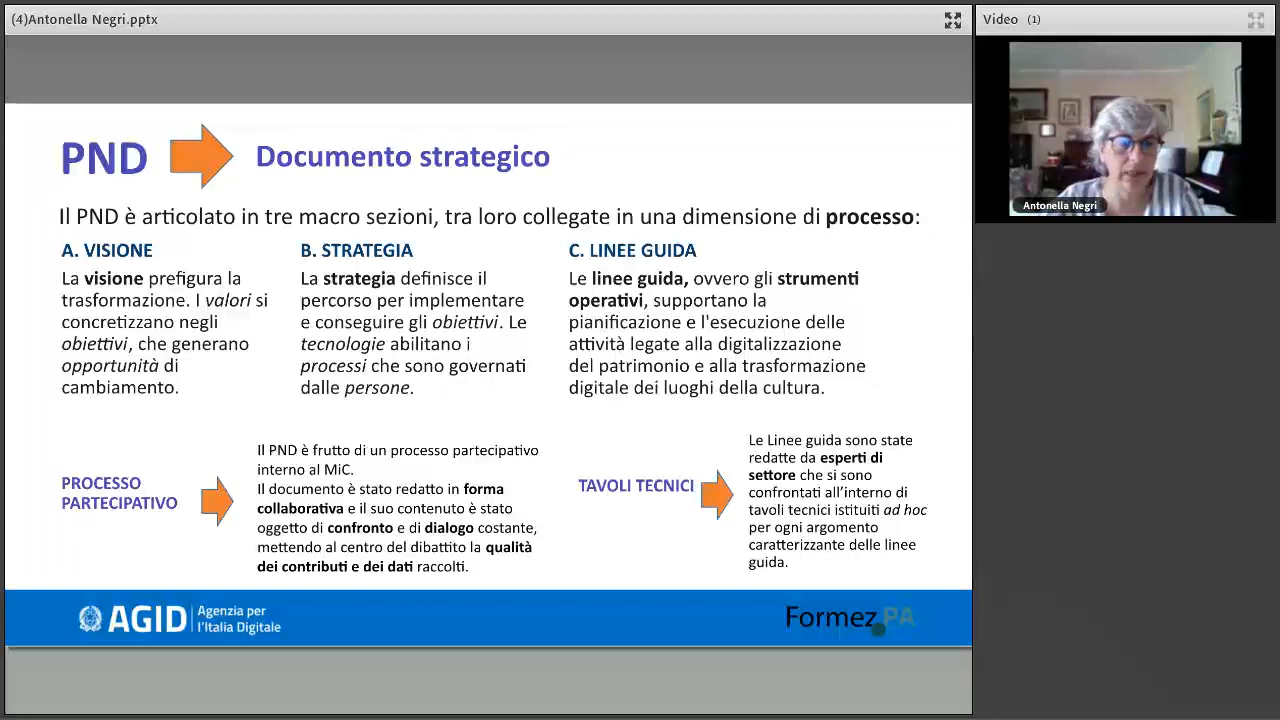 (4)Antonella Negri.pptx
Video (1)
Antonella Negri
PND
Documento strategico
Il PND è articolato in tre macro sezioni, tra loro collegate in una dimensione di processo:
A. VISIONE
La visione prefigura la
trasformazione. I valori si
concretizzano negli
obiettivi, che generano
opportunità di
cambiamento.
B. STRATEGIA
La strategia definisce il
percorso per implementare
e conseguire gli obiettivi. Le
tecnologie abilitano i
processi che sono governati
dalle persone.
C. LINEE GUIDA
Le linee guida, ovvero gli strumenti
operativi, supportano la
pianificazione e l'esecuzione delle
attività legate alla digitalizzazione
del patrimonio e alla trasformazione
digitale dei luoghi della cultura.
PROCESSO
PARTECIPATIVO
Il PND è frutto di un processo partecipativo
interno al MiC.
Il documento è stato redatto in forma
collaborativa e il suo contenuto è stato
oggetto di confronto e di dialogo costante,
mettendo al centro del dibattito la qualità
dei contributi e dei dati raccolti.
TAVOLI TECNICI
Le Linee guida sono state
redatte da esperti di
settore che si sono
confrontati all’interno di
tavoli tecnici istituiti ad hoc
per ogni argomento
caratterizzante delle linee
guida.
AGID
Agenzia per
l'Italia Digitale
Formez PA